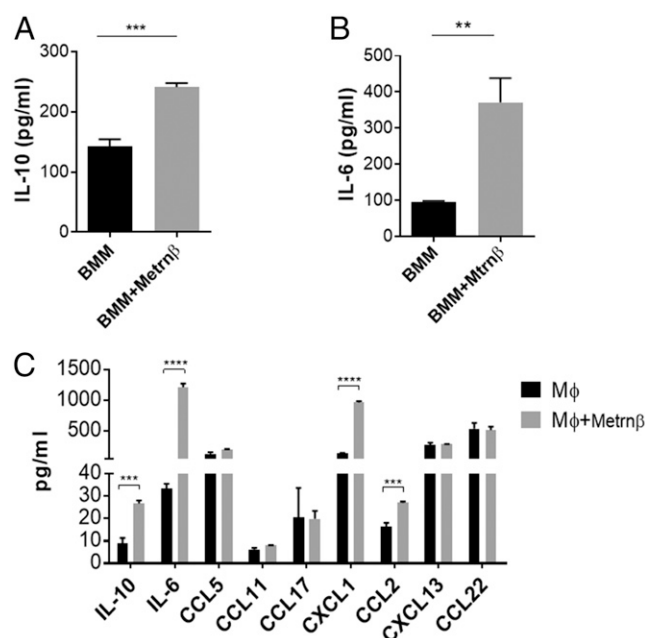 A
***
IL-10 (pg/ml)
300
200
100
0
BMM
BMM+Metrnβ
B
**
IL-6 (pg/ml)
500
400
300
200
100
0
BMM
BMM+Mtrnβ
C
pg/ml
1500
1000
500
40
30
20
10
0
***
****
****
***
IL-10
IL-6
CCL5
CCL11
CCL17
CXCL1
CCL2
CXCL13
CCL22
Mϕ
Mϕ+Metrnβ